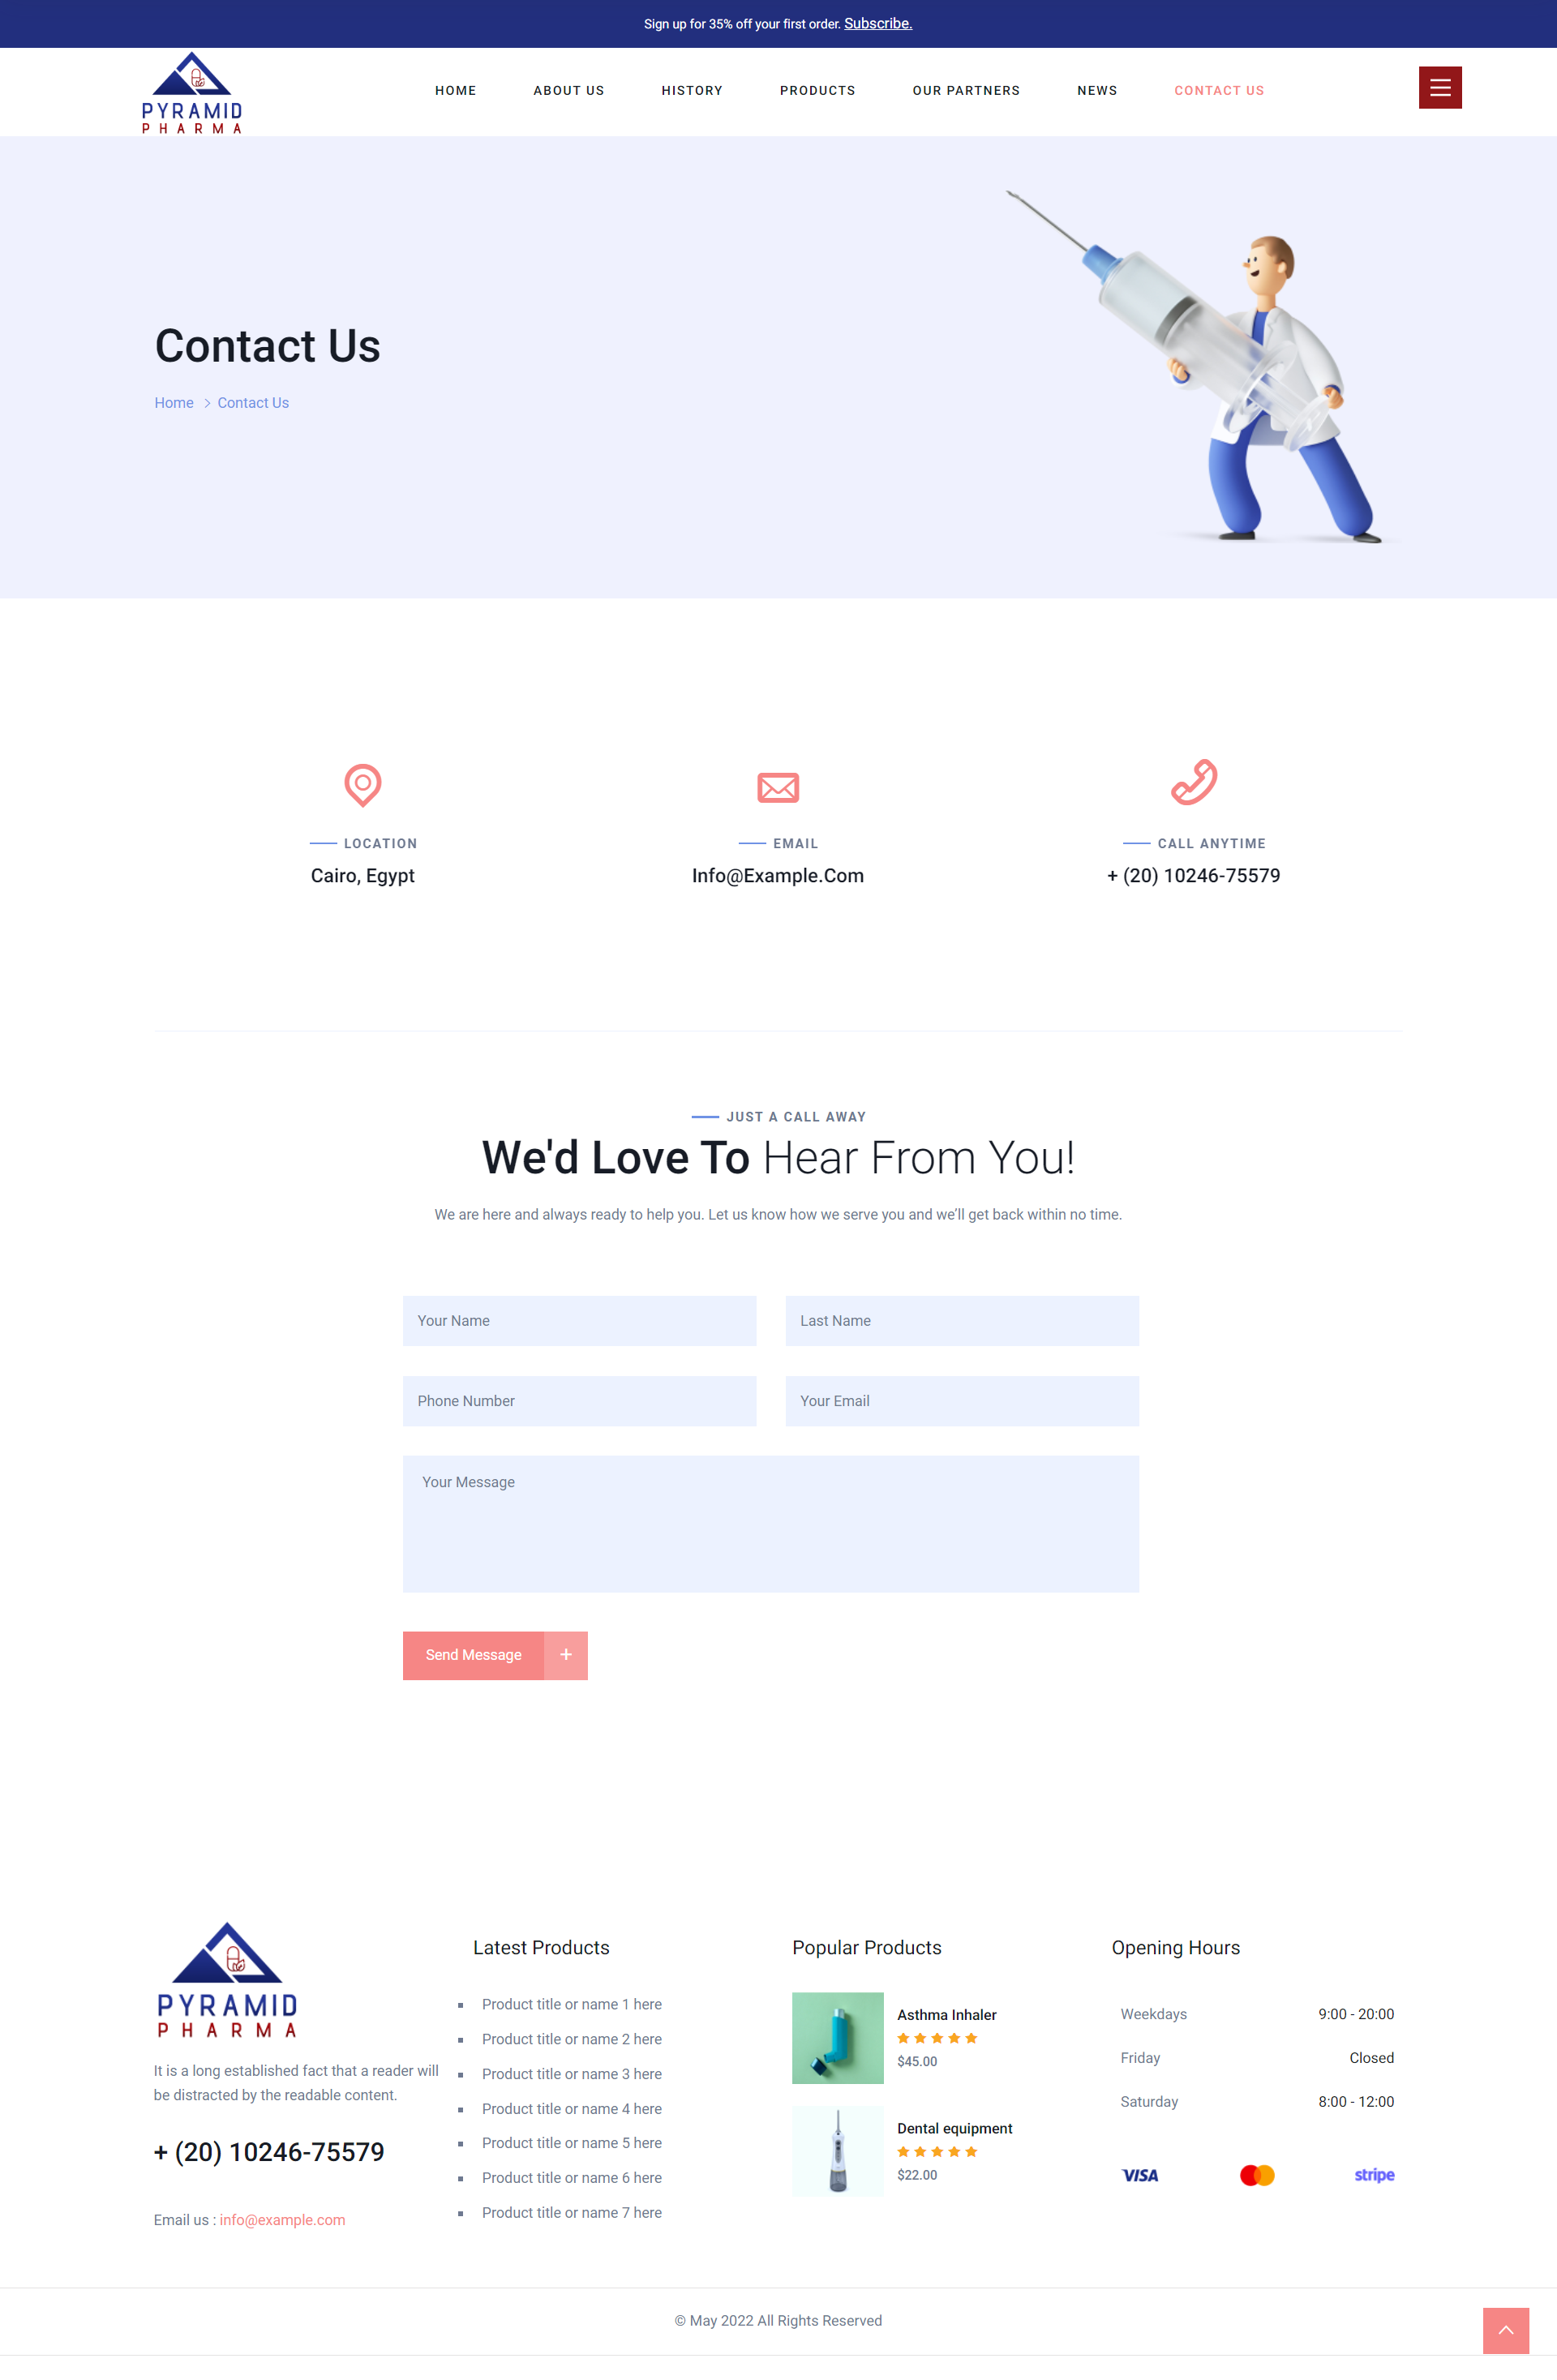 Sign up for 35% off your first order. Subscribe.
PYRAMID
PHARMA
HOME
ABOUT US
HISTORY
PRODUCTS
OUR PARTNERS
NEWS
CONTACT US
Contact Us
Home > Contact Us
LOCATION
Cairo, Egypt
EMAIL
Info@Example.Com
CALL ANYTIME
+ (20) 10246-75579
JUST A CALL AWAY
We'd Love To Hear From You!
We are here and always ready to help you. Let us know how we serve you and we'll get back within no time.
Your Name
Last Name
Phone Number
Your Email
Your Message
Send Message +
PYRAMID
PHARMA
It is a long established fact that a reader will
be distracted by the readable content.
+ (20) 10246-75579
Email us : info@example.com
Latest Products
Product title or name 1 here
Product title or name 2 here
Product title or name 3 here
Product title or name 4 here
Product title or name 5 here
Product title or name 6 here
Product title or name 7 here
Popular Products
Asthma Inhaler
$45.00
Dental equipment
$22.00
Opening Hours
Weekdays 9:00 - 20:00
Friday Closed
Saturday 8:00 - 12:00
VISA
stripe
© May 2022 All Rights Reserved